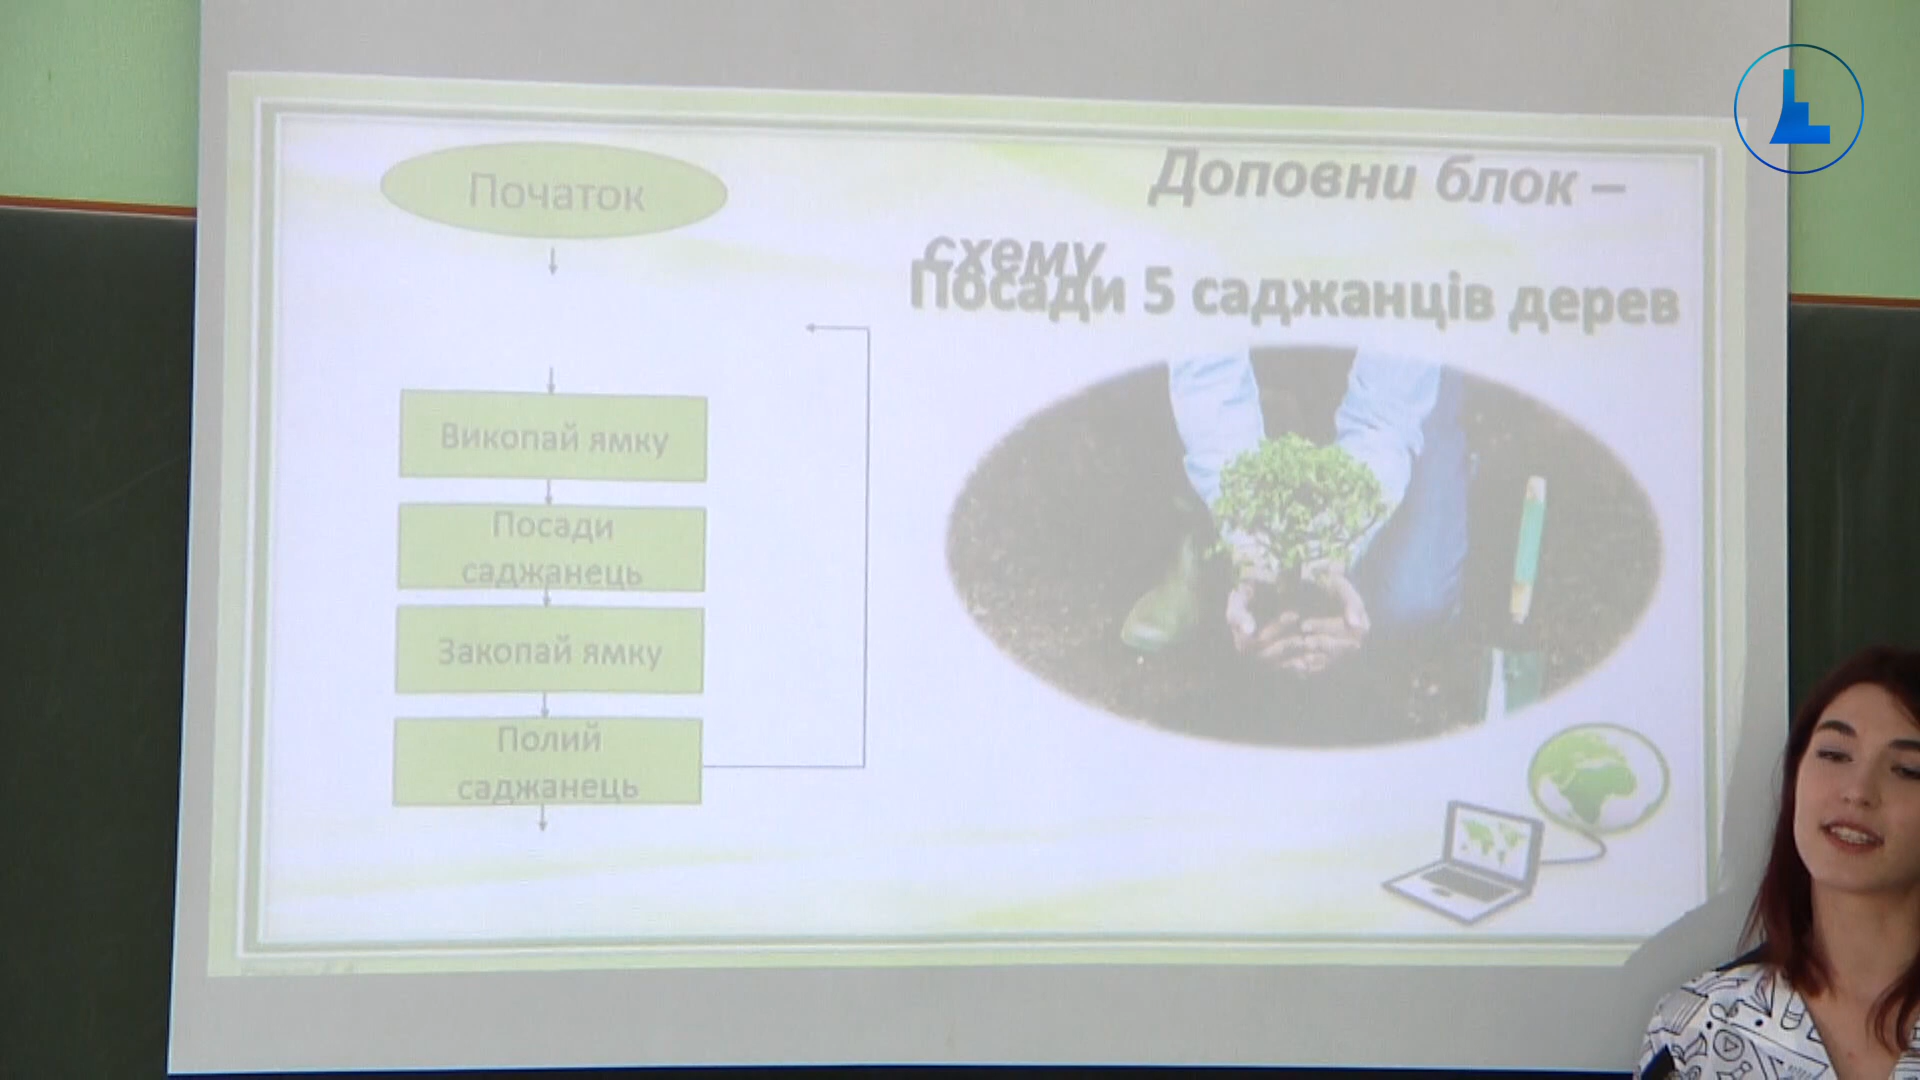 Початок
Доповни блок –
схему
Посади 5 саджанців дерев
Викопай ямку
Посади
саджанець
Закопай ямку
Полий
саджанець